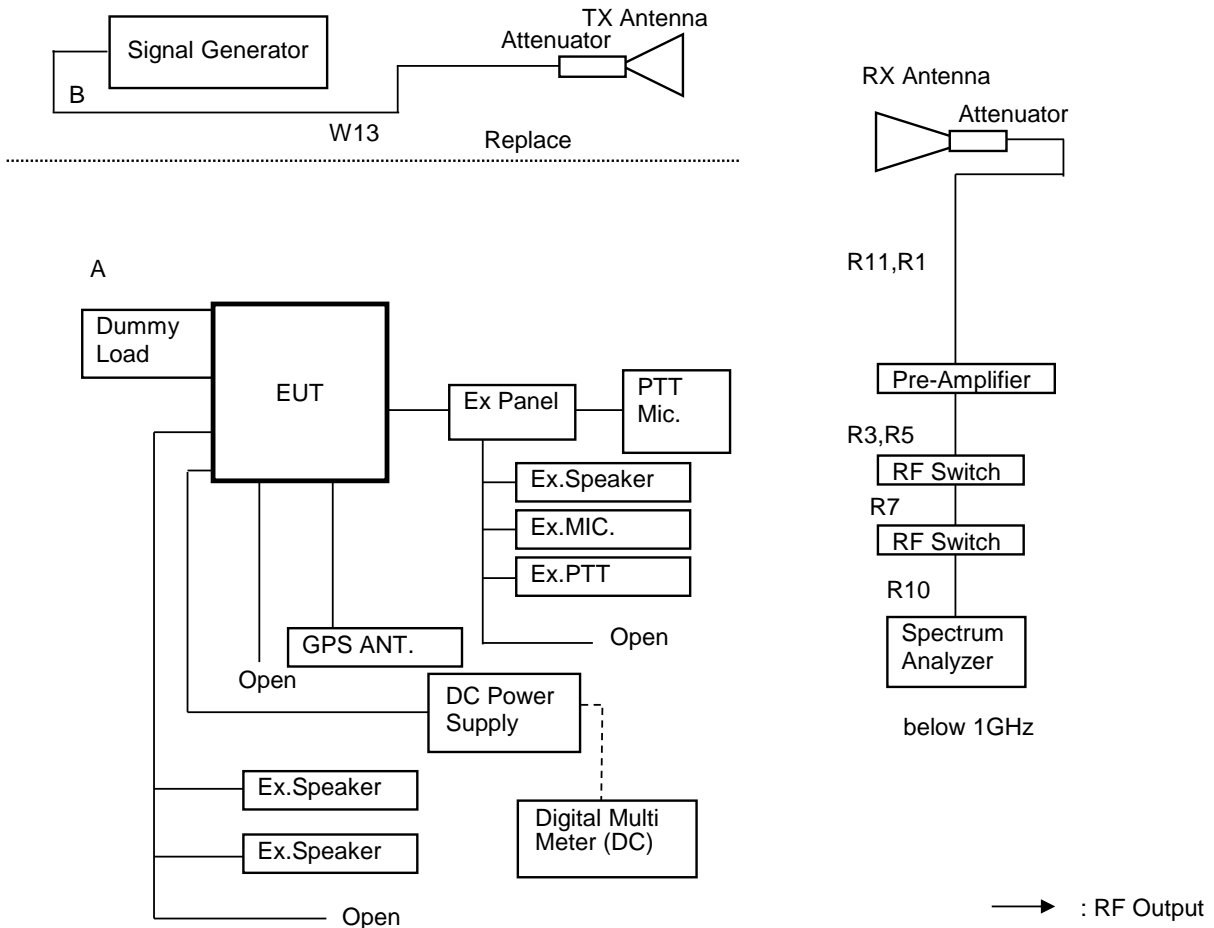 TX Antenna
Attenuator
Signal Generator
B
W13
Replace
RX Antenna
Attenuator
R11,R1
Pre-Amplifier
R3,R5
RF Switch
R7
RF Switch
R10
Spectrum
Analyzer
below 1GHz
A
Dummy
Load
EUT
Ex Panel
PTT
Mic.
Ex.Speaker
Ex.MIC.
Ex.PTT
Open
GPS ANT.
Open
DC Power
Supply
Ex.Speaker
Digital Multi
Meter (DC)
Ex.Speaker
Open
: RF Output